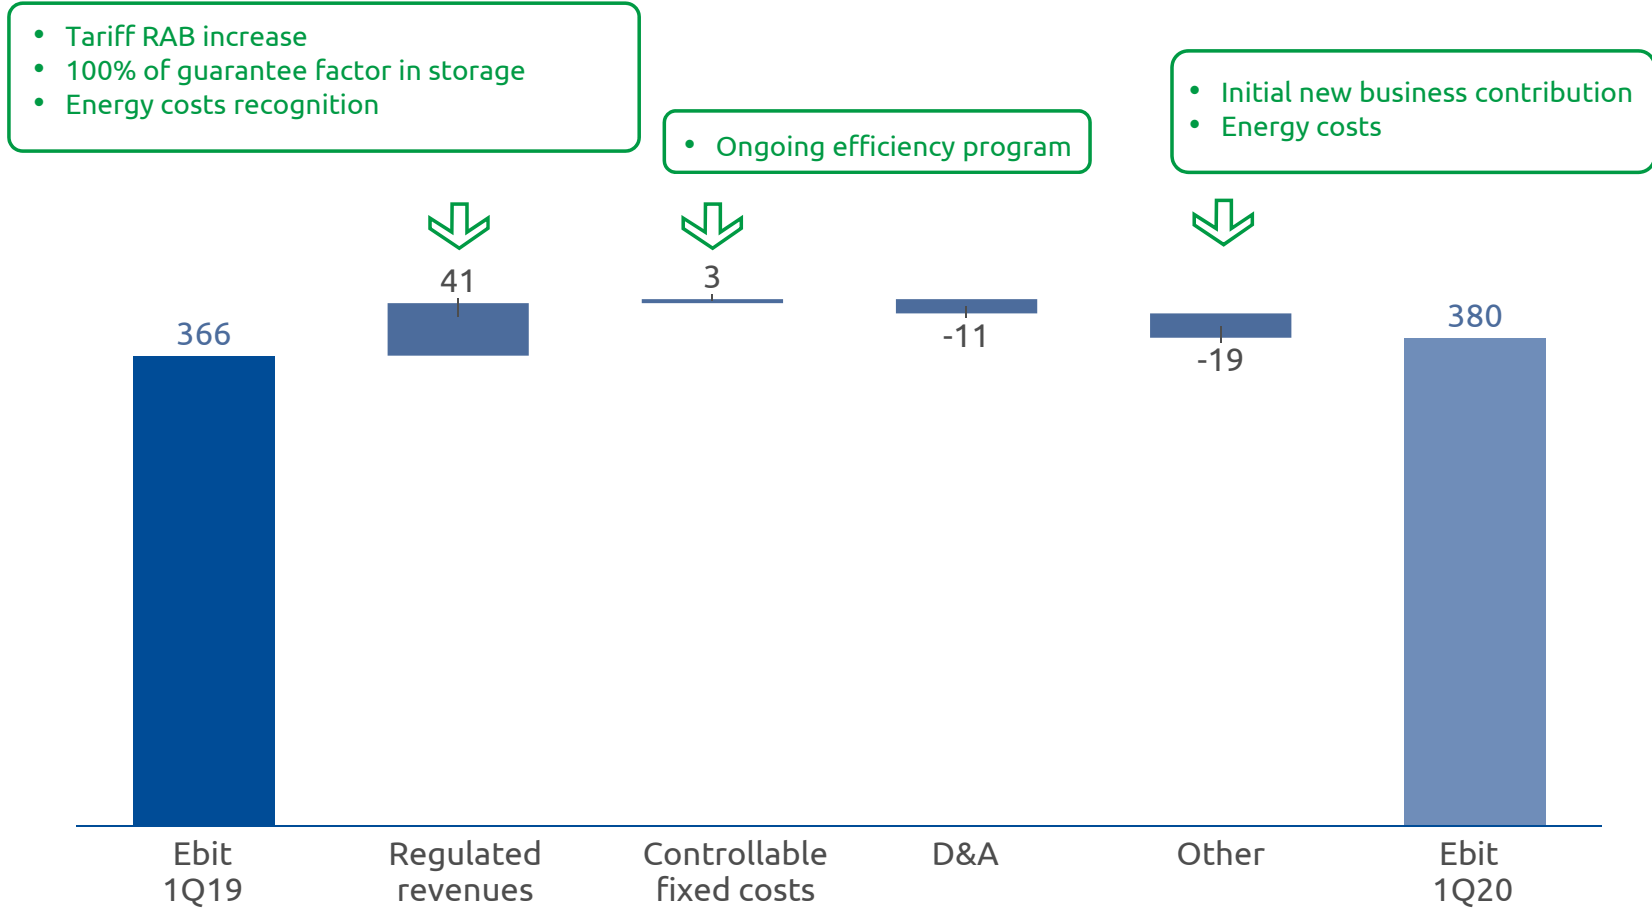 • Tariff RAB increase
• 100% of guarantee factor in storage
• Energy costs recognition
• Ongoing efficiency program
• Initial new business contribution
• Energy costs
366
41
3
-11
-19
380
Ebit
1Q19
Regulated
revenues
Controllable
fixed costs
D&A
Other
Ebit
1Q20